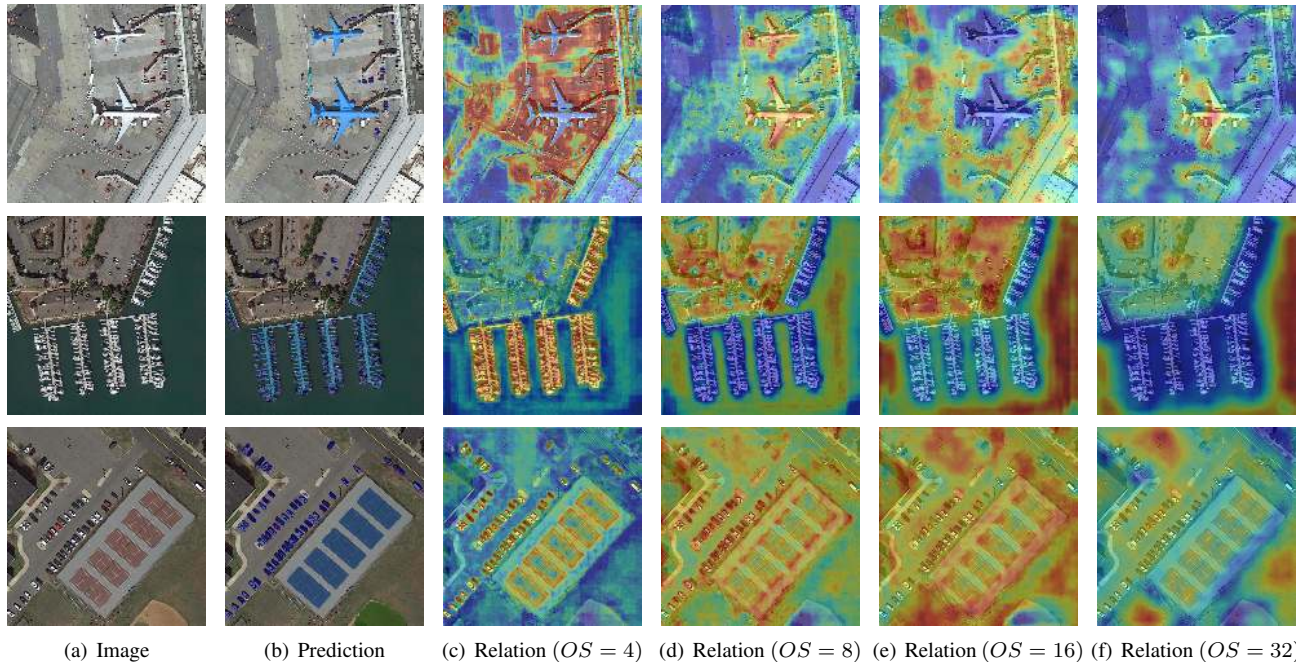 (a) Image (b) Prediction (c) Relation (OS = 4) (d) Relation (OS = 8) (e) Relation (OS = 16) (f) Relation (OS = 32)